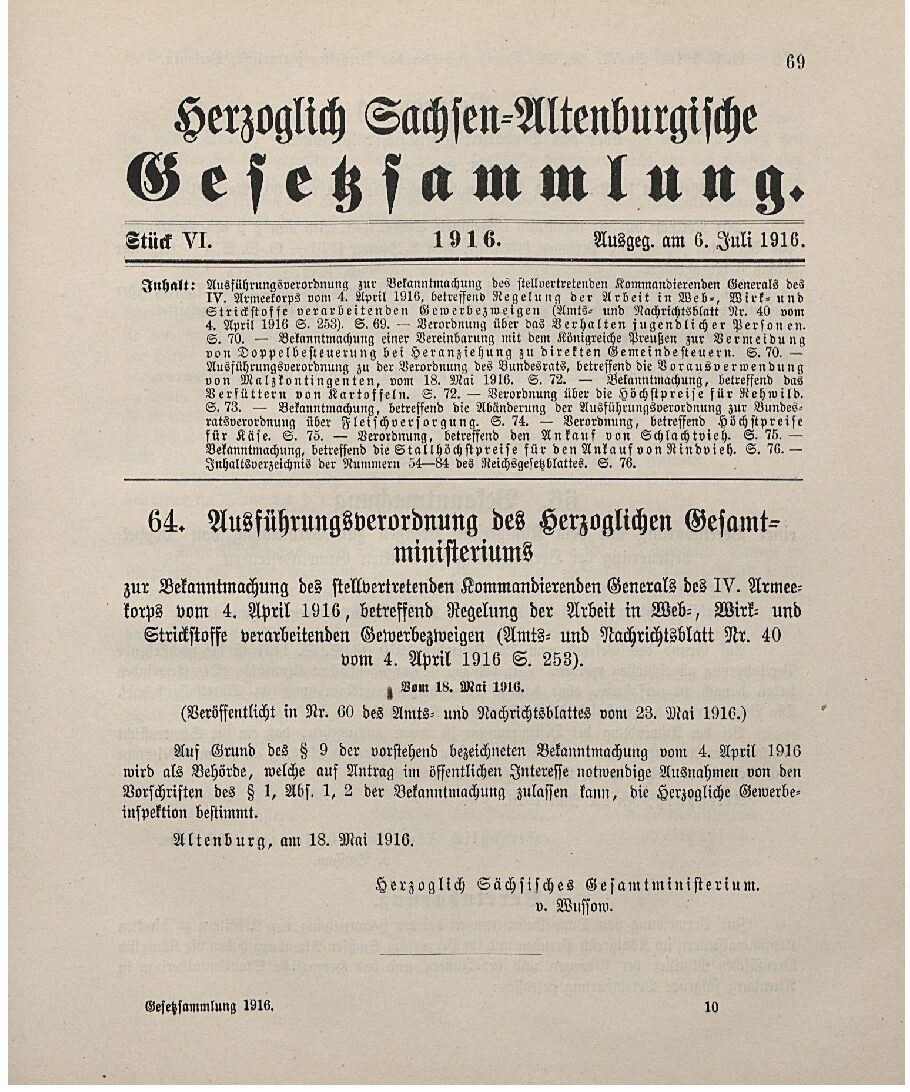 69
Herzoglich Sachsen-Altenburgische
Gesetzsammlung.
Stück VI. 1916. Ausgeg. am 6. Juli 1916.
Inhalt: Ausführungsverordnung zur Bekanntmachung des stellvertretenden Kommandierenden Generals des
IV. Armeekorps vom 4. April 1916, betreffend Regelung der Arbeit in Web-, Wirk- und
Strickstoffe verarbeitenden Gewerbezweigen (Amts- und Nachrichtsblatt Nr. 40 vom
4. April 1916 S. 253). S. 69. — Verordnung über das Verhalten jugendlicher Personen.
S. 70. — Bekanntmachung einer Vereinbarung mit dem Königreiche Preußen zur Vermeidung
von Doppelbesteuerung bei Heranziehung zu direkten Gemeindesteuern. S. 70. —
Ausführungsverordnung zu der Verordnung des Bundesrats, betreffend die Vorausverwendung
von Malzkontingenten, vom 18. Mai 1916. S. 72. — Bekanntmachung, betreffend das
Verfüttern von Kartoffeln. S. 72. — Verordnung über die Höchstpreise für Rehwild.
S. 73. — Bekanntmachung, betreffend die Abänderung der Ausführungsverordnung zur Bundes-
ratsverordnung über Fleischversorgung. S. 74. — Verordnung, betreffend Höchstpreise
für Käse. S. 75. — Verordnung, betreffend den Ankauf von Schlachtvieh. S. 75. —
Bekanntmachung, betreffend die Stallhöchstpreise für den Ankauf von Rindvieh. S. 76. —
Inhaltsverzeichnis der Nummern 54—84 des Reichsgesetzblattes. S. 76.
64. Ausführungsverordnung des Herzoglichen Gesamt-
ministeriums
zur Bekanntmachung des stellvertretenden Kommandierenden Generals des IV. Armee-
korps vom 4. April 1916, betreffend Regelung der Arbeit in Web-, Wirk- und
Strickstoffe verarbeitenden Gewerbezweigen (Amts- und Nachrichtsblatt Nr. 40
vom 4. April 1916 S. 253).
Vom 18. Mai 1916.
(Veröffentlicht in Nr. 60 des Amts- und Nachrichtsblattes vom 23. Mai 1916.)
Auf Grund des § 9 der vorstehend bezeichneten Bekanntmachung vom 4. April 1916
wird als Behörde, welche auf Antrag im öffentlichen Interesse notwendige Ausnahmen von den
Vorschriften des § 1, Abs. 1, 2 der Bekanntmachung zulassen kann, die Herzogliche Gewerbe-
inspektion bestimmt.
Altenburg, am 18. Mai 1916.
Herzoglich Sächsisches Gesamtministerium.
v. Wussow.
Gesetzsammlung 1916. 10